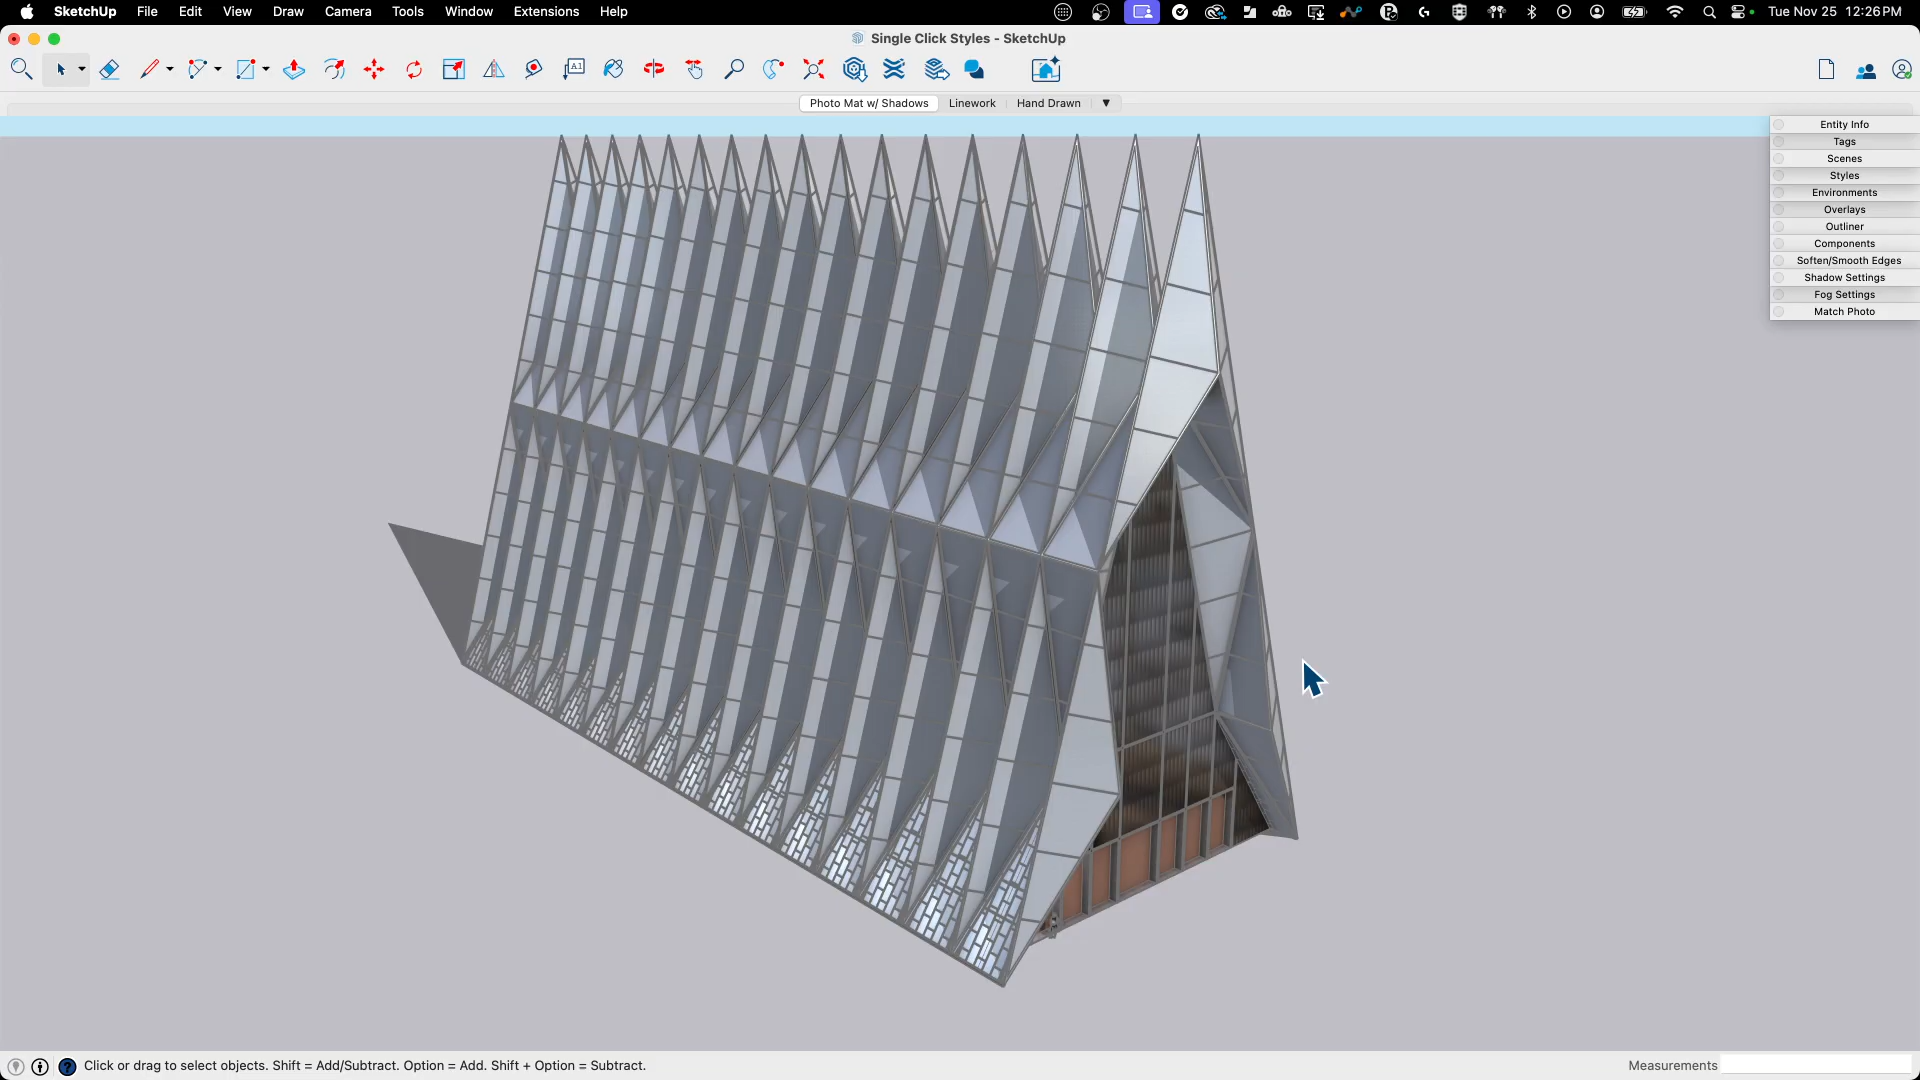 SketchUp File Edit View Draw Camera Tools Window Extensions Help Tue Nov 25 12:26 PM
Single Click Styles - SketchUp
A1
Photo Mat w/ Shadows Linework Hand Drawn ▼
Entity Info
Tags
Scenes
Styles
Environments
Overlays
Outliner
Components
Soften/Smooth Edges
Shadow Settings
Fog Settings
Match Photo
Click or drag to select objects. Shift = Add/Subtract. Option = Add. Shift + Option = Subtract. Measurements